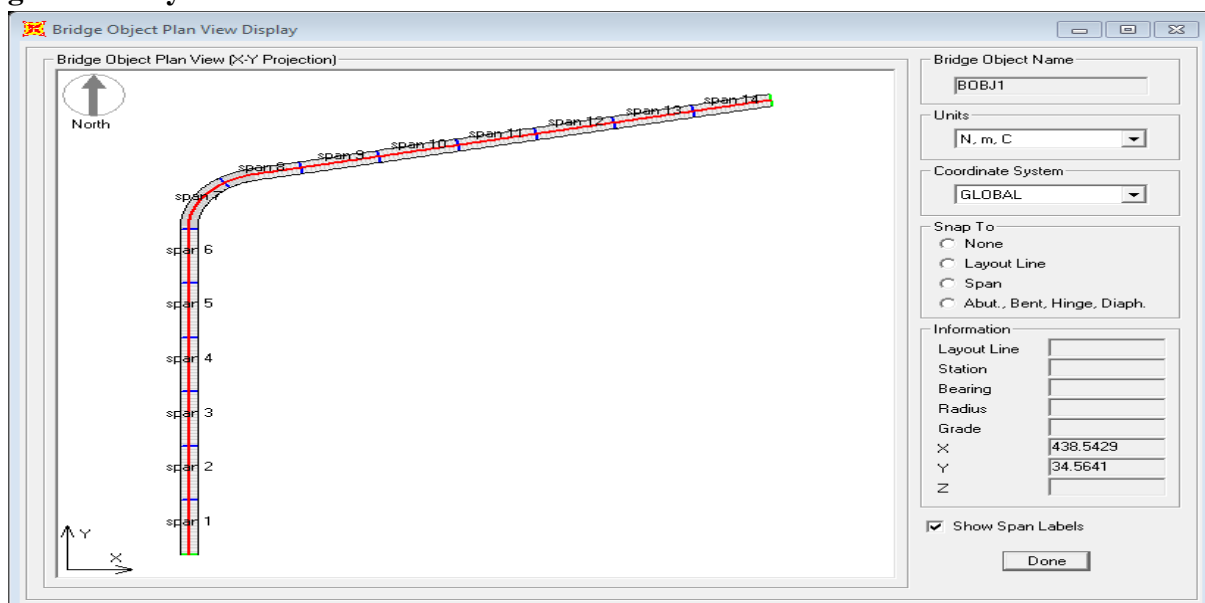 Bridge Object Plan View Display
Bridge Object Plan View (X-Y Projection)
North
span 14
span 13
span 12
span 11
span 10
span 9
span 8
span 7
span 6
span 5
span 4
span 3
span 2
span 1
Y
X
Bridge Object Name
BOBJ1
Units
N, m, C
Coordinate System
GLOBAL
Snap To
None
Layout Line
Span
Abut., Bent, Hinge, Diaph.
Information
Layout Line
Station
Bearing
Radius
Grade
X 438.5429
Y 34.5641
Z
Show Span Labels
Done